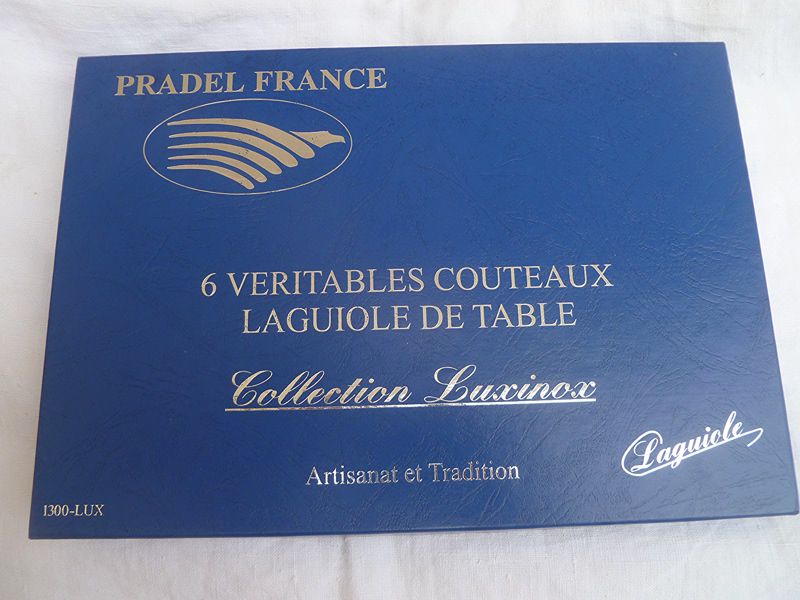 PRADEL FRANCE
6 VERITABLES COUTEAUX
LAGUIOLE DE TABLE
Collection Luxinox
Laguiole
Artisanat et Tradition
1300-LUX